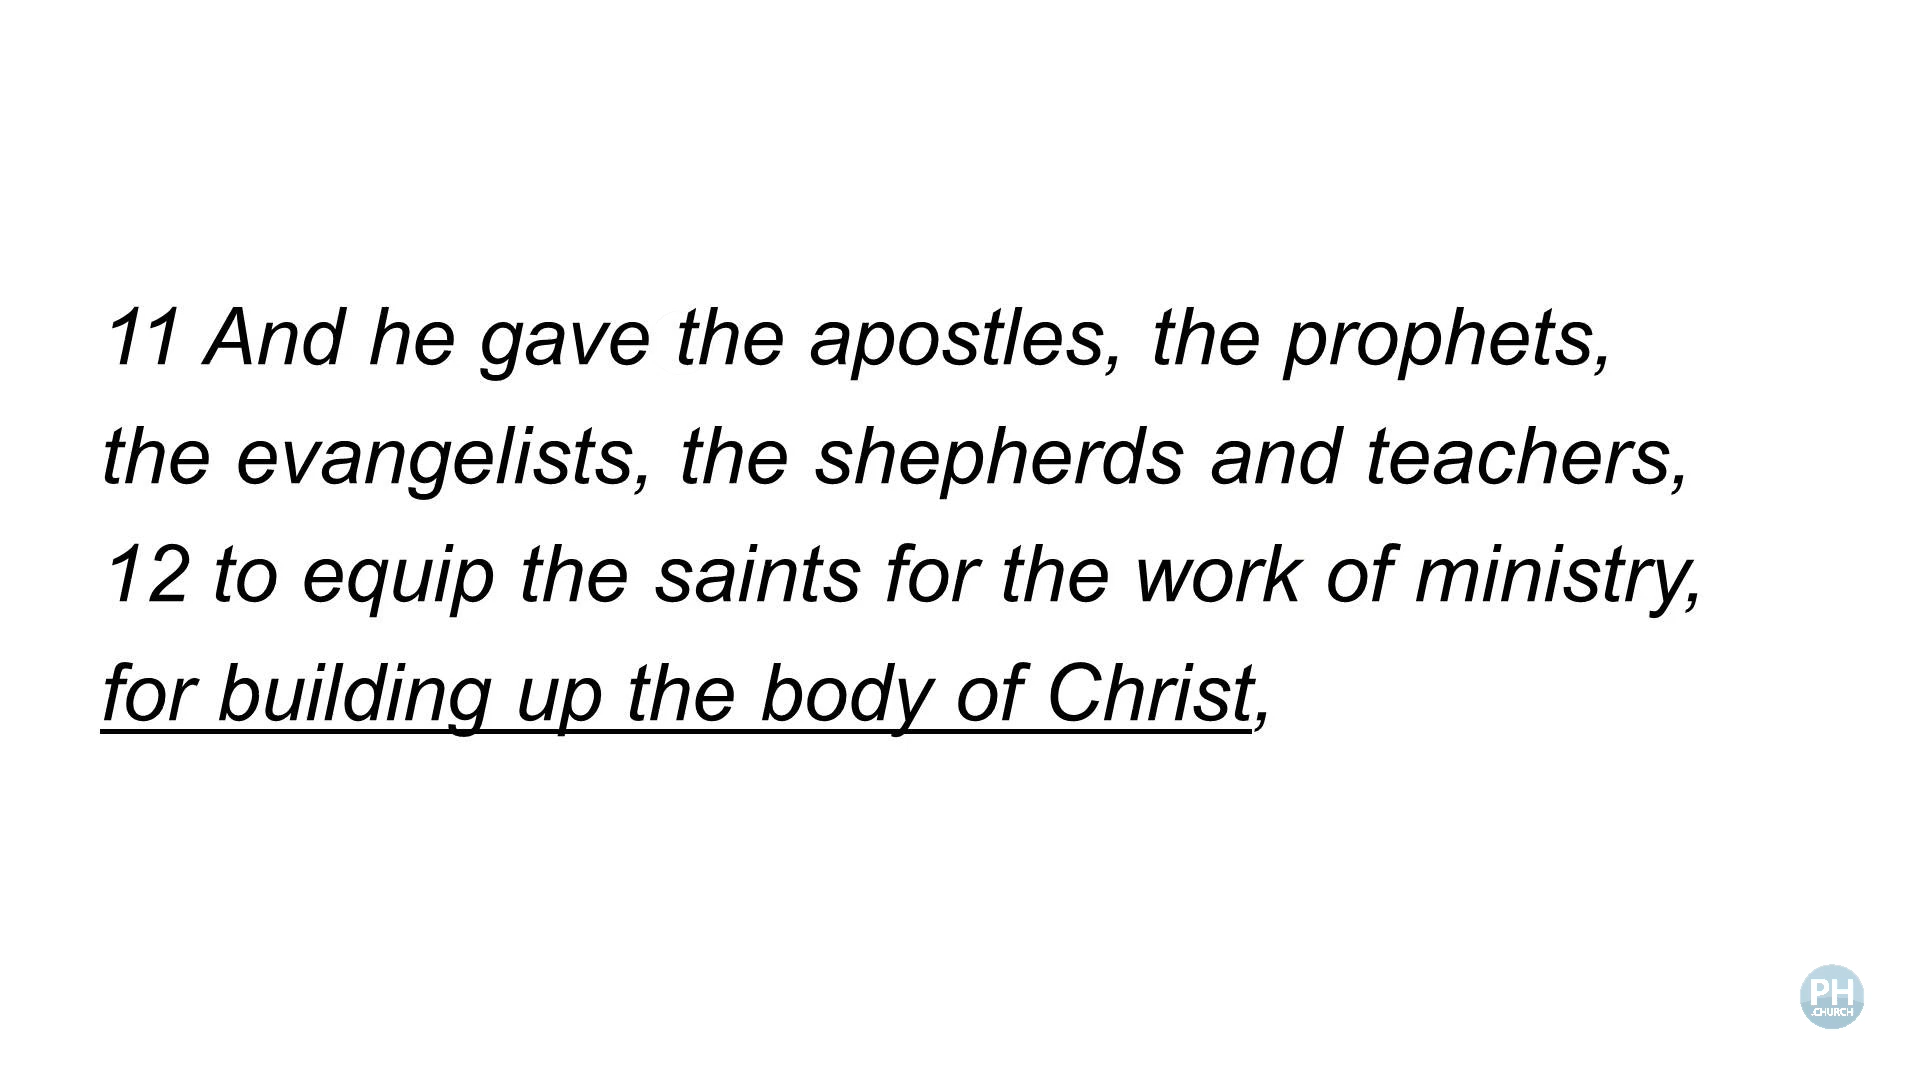 11 And he gave the apostles, the prophets,
the evangelists, the shepherds and teachers,
12 to equip the saints for the work of ministry,
for building up the body of Christ,
PH
.CHURCH